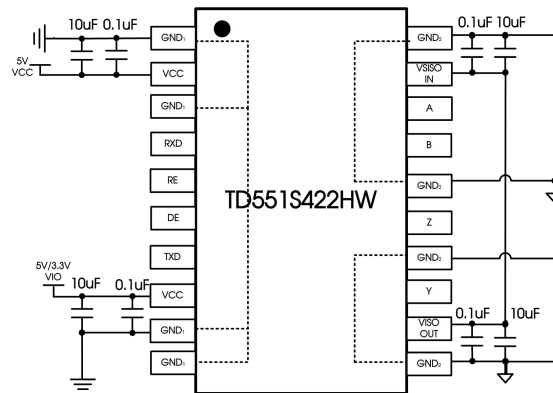 10uF 0.1uF
GND₁
5V
VCC
VCC
GND₁
RXD
RE
DE
TXD
5V/3.3V
VIO
10uF 0.1uF
VCC
GND₁
GND₁
TD551S422HW
0.1uF 10uF
GND₂
VSISO
IN
A
B
GND₂
Z
GND₂
Y
VISO
OUT
0.1uF 10uF
GND₂